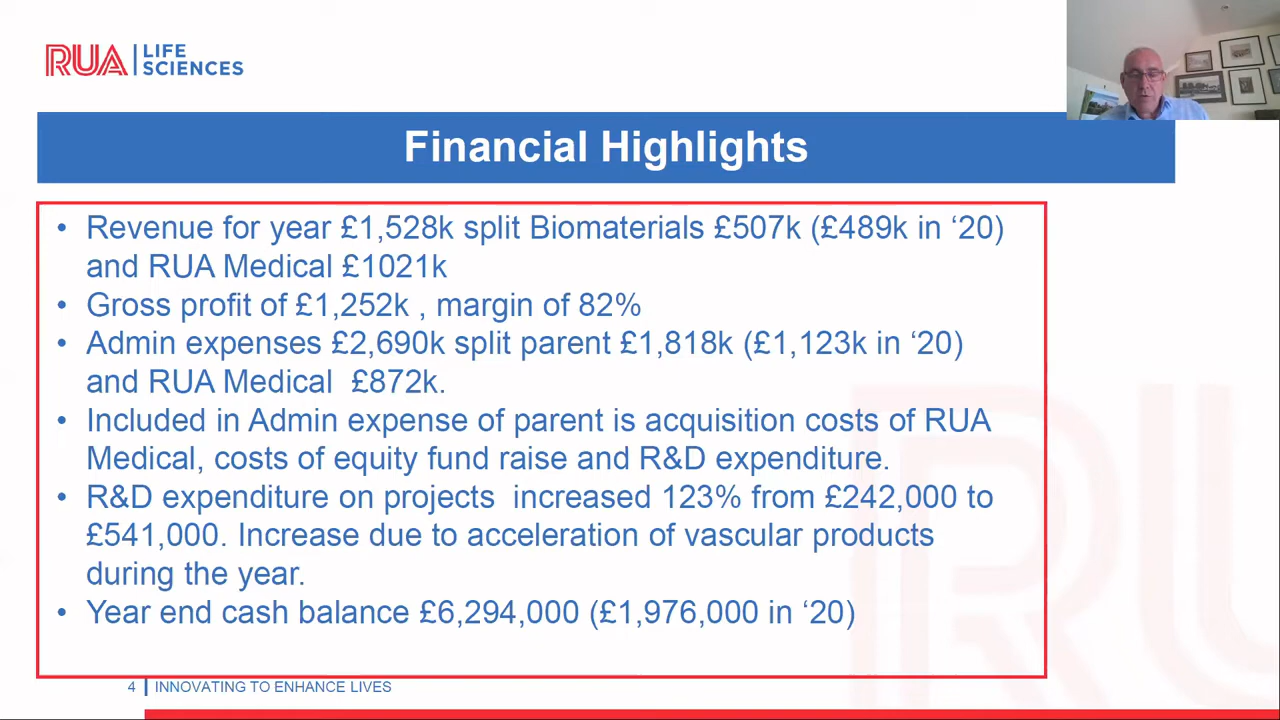 RUA LIFE
SCIENCES
Financial Highlights
• Revenue for year £1,528k split Biomaterials £507k (£489k in ‘20)
and RUA Medical £1021k
• Gross profit of £1,252k , margin of 82%
• Admin expenses £2,690k split parent £1,818k (£1,123k in ‘20)
and RUA Medical  £872k.
• Included in Admin expense of parent is acquisition costs of RUA
Medical, costs of equity fund raise and R&D expenditure.
• R&D expenditure on projects  increased 123% from £242,000 to
£541,000. Increase due to acceleration of vascular products
during the year.
• Year end cash balance £6,294,000 (£1,976,000 in ‘20)
4 INNOVATING TO ENHANCE LIVES